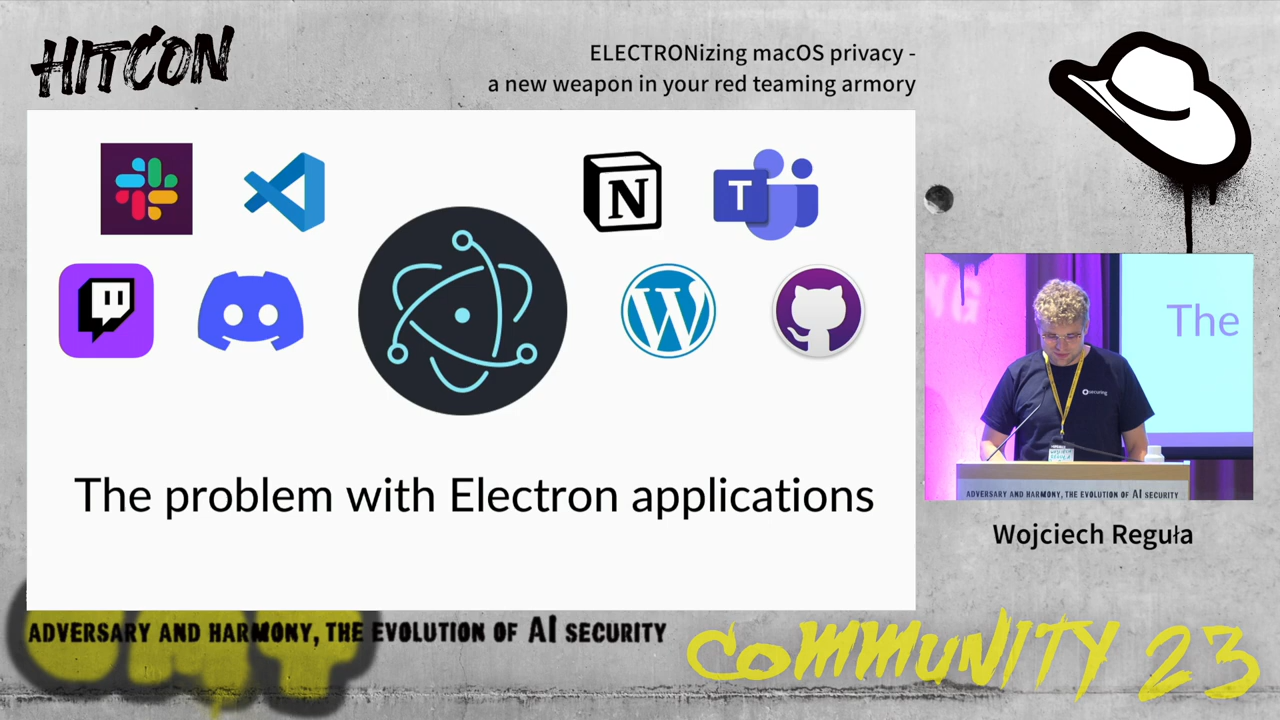 HITCON
ELECTRONizing macOS privacy -
a new weapon in your red teaming armory
N
T
The problem with Electron applications
The
securing
ADVERSARY AND HARMONY, THE EVOLUTION OF AI SECURITY
Wojciech Reguła
ADVERSARY AND HARMONY, THE EVOLUTION OF AI SECURITY
COMMUNITY 23